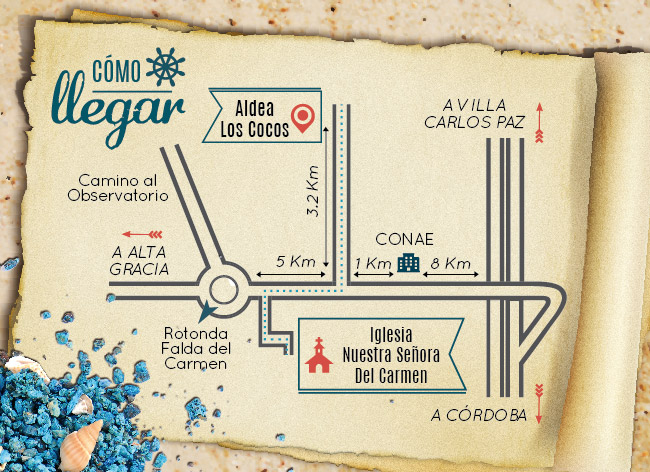 CÓMO
llegar
Aldea
Los Cocos
A VILLA
CARLOS PAZ
Camino al
Observatorio
3.2 Km
A ALTA
GRACIA
5 Km
1 Km
CONAE
8 Km
Rotonda
Falda del
Carmen
Iglesia
Nuestra Señora
Del Carmen
A CÓRDOBA